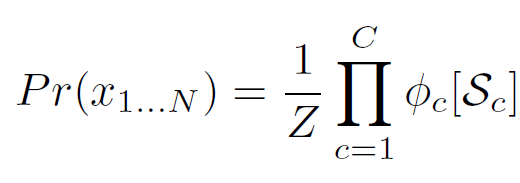 Pr(x_{1...N}) = \frac{1}{Z} \prod_{c=1}^{C} \phi_c[\mathcal{S}_c]